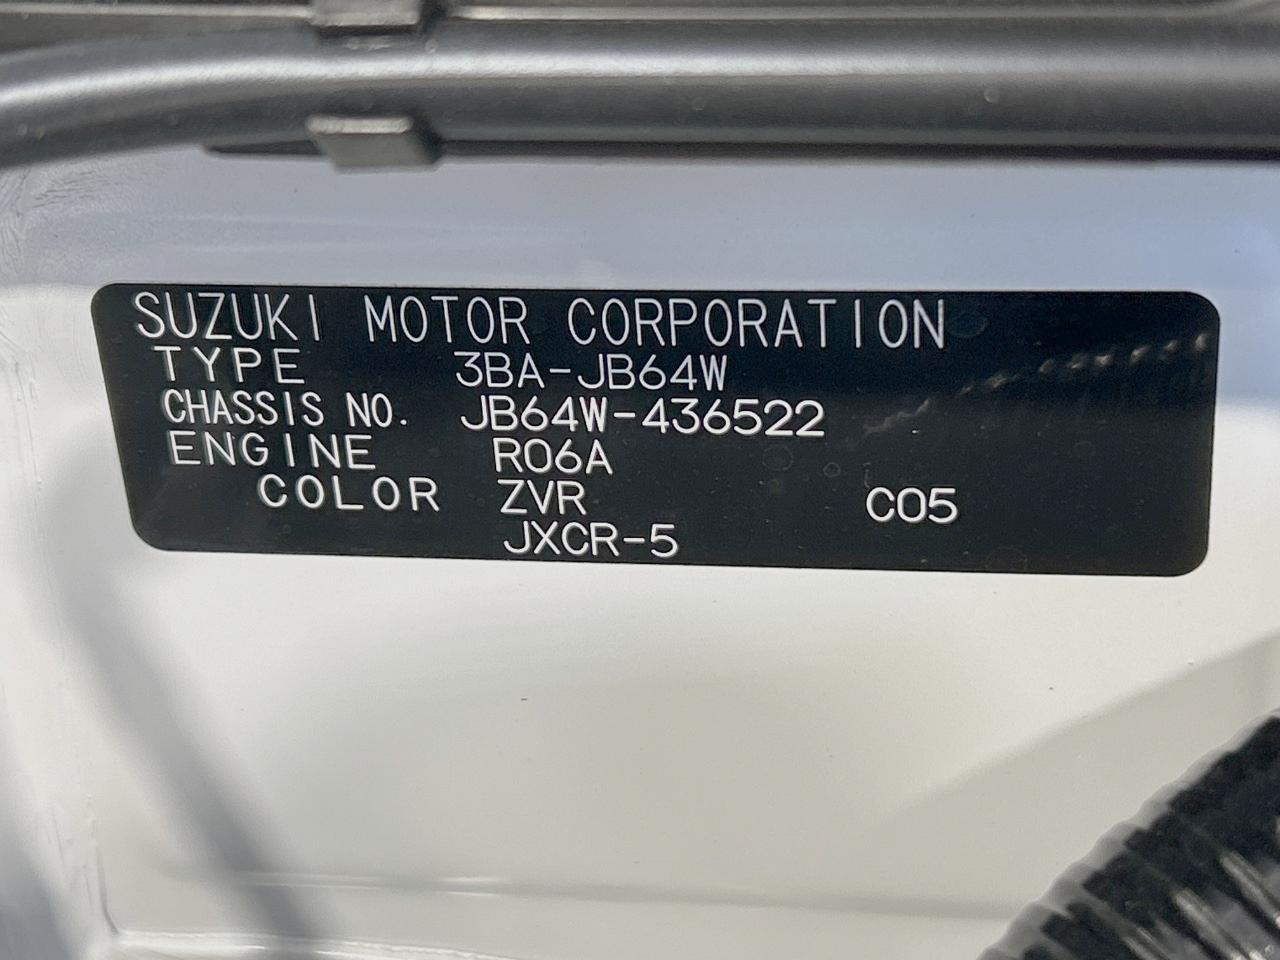 SUZUKI MOTOR CORPORATION
TYPE 3BA-JB64W
CHASSIS NO. JB64W-436522
ENGINE R06A
COLOR ZVR C05
JXCR-5